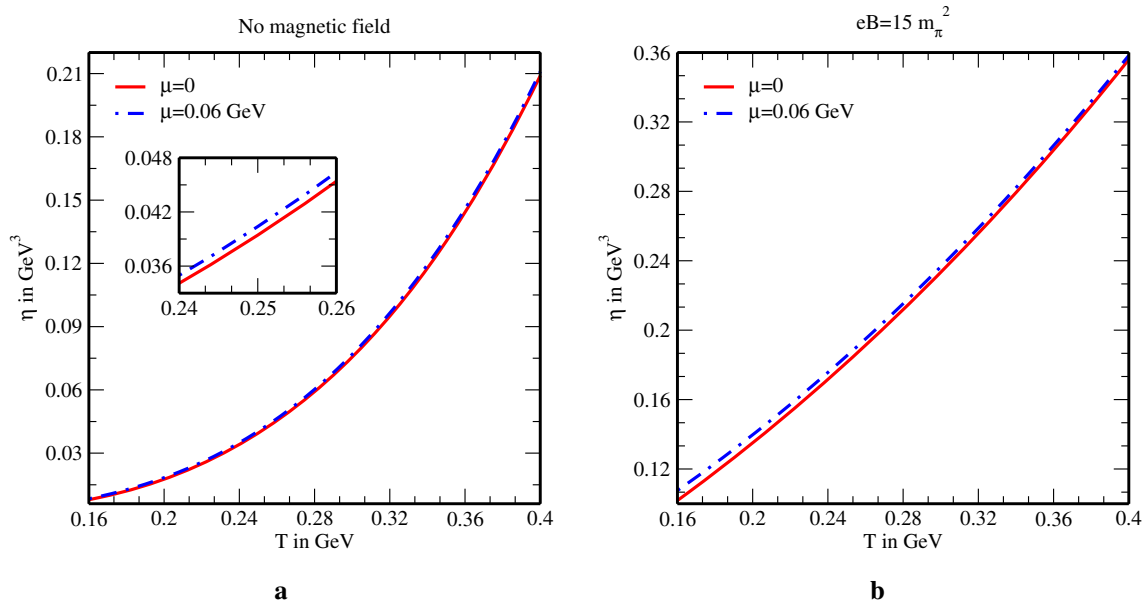 No magnetic field
η in GeV³
0.21
0.18
0.15
0.12
0.09
0.06
0.03
μ=0
μ=0.06 GeV
0.048
0.042
0.036
0.24
0.25
0.26
0.16
0.2
0.24
0.28
0.32
0.36
0.4
T in GeV
a
eB=15 m_π²
η in GeV³
0.36
0.32
0.28
0.24
0.2
0.16
0.12
μ=0
μ=0.06 GeV
0.16
0.2
0.24
0.28
0.32
0.36
0.4
T in GeV
b